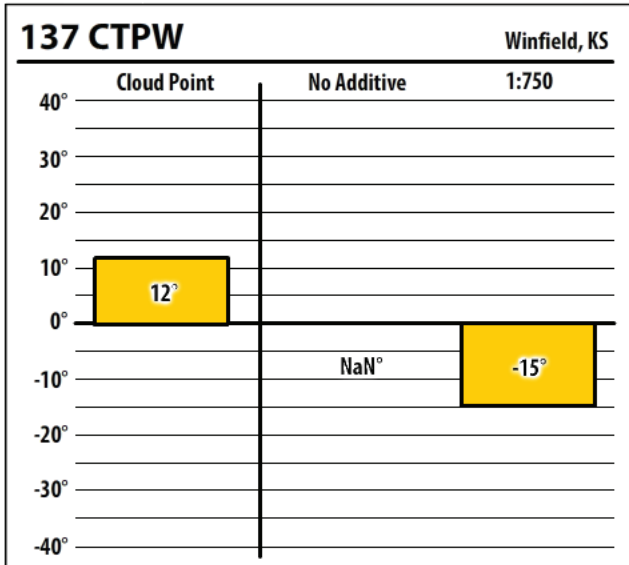 137 CTPW
Winfield, KS
Cloud Point
No Additive
1:750
40°
30°
20°
10°
12°
0°
NaN°
-15°
-10°
-20°
-30°
-40°